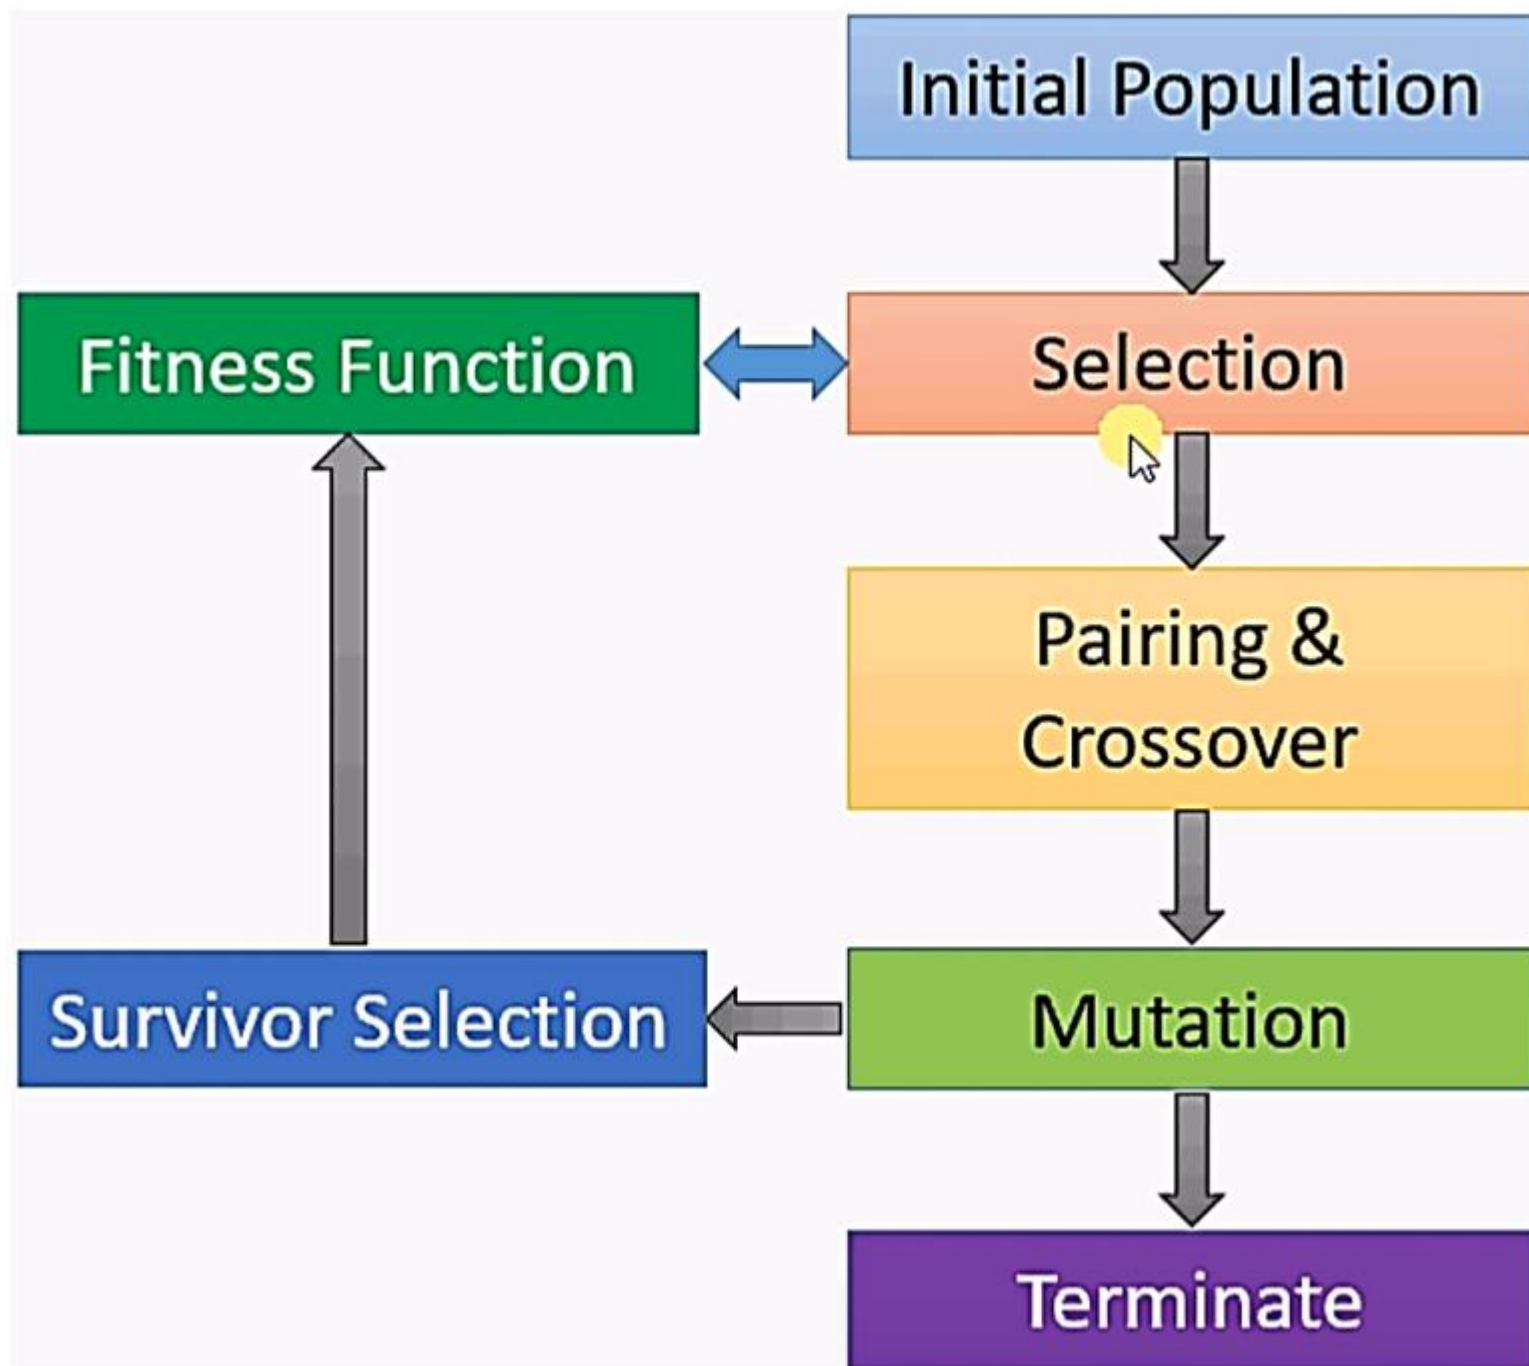 Initial Population
Fitness Function
Selection
Pairing &
Crossover
Survivor Selection
Mutation
Terminate